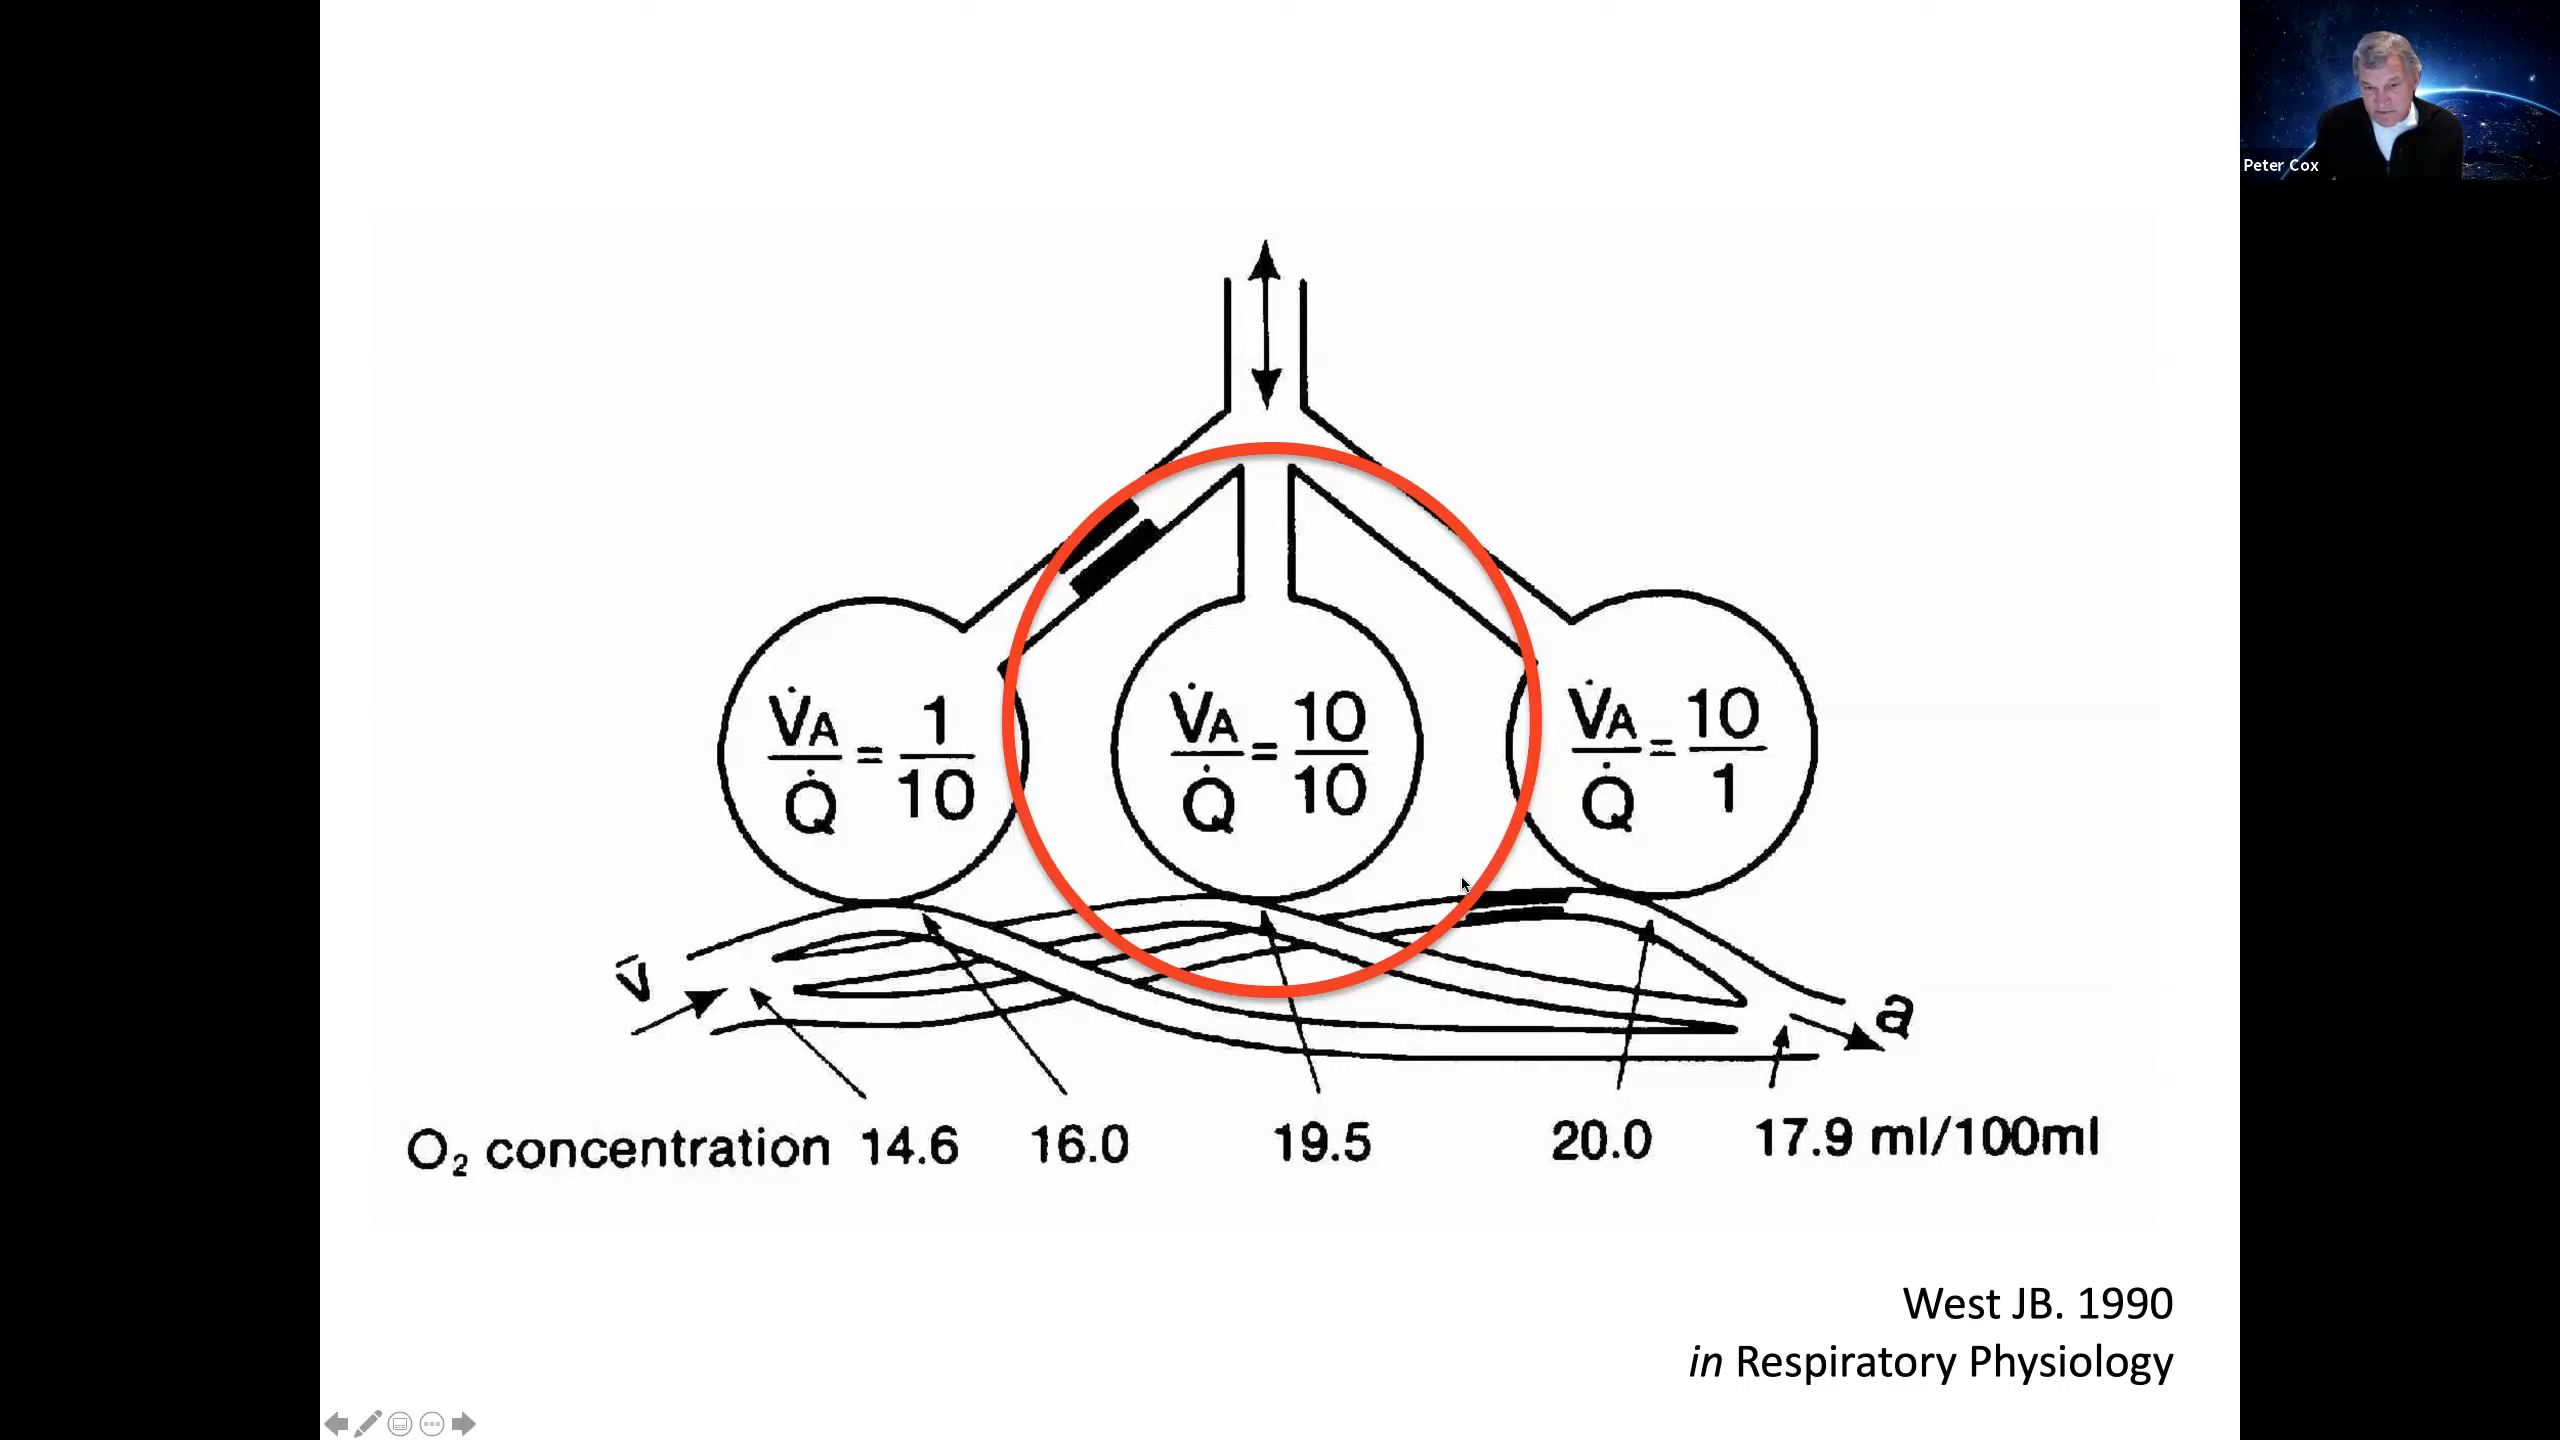 Peter Cox
V̇A 1
Q̇ = 10
V̇A 10
Q̇ = 10
V̇A 10
Q̇ = 1
v̄
a
O₂ concentration 14.6 16.0 19.5 20.0 17.9 ml/100ml
West JB. 1990
in Respiratory Physiology